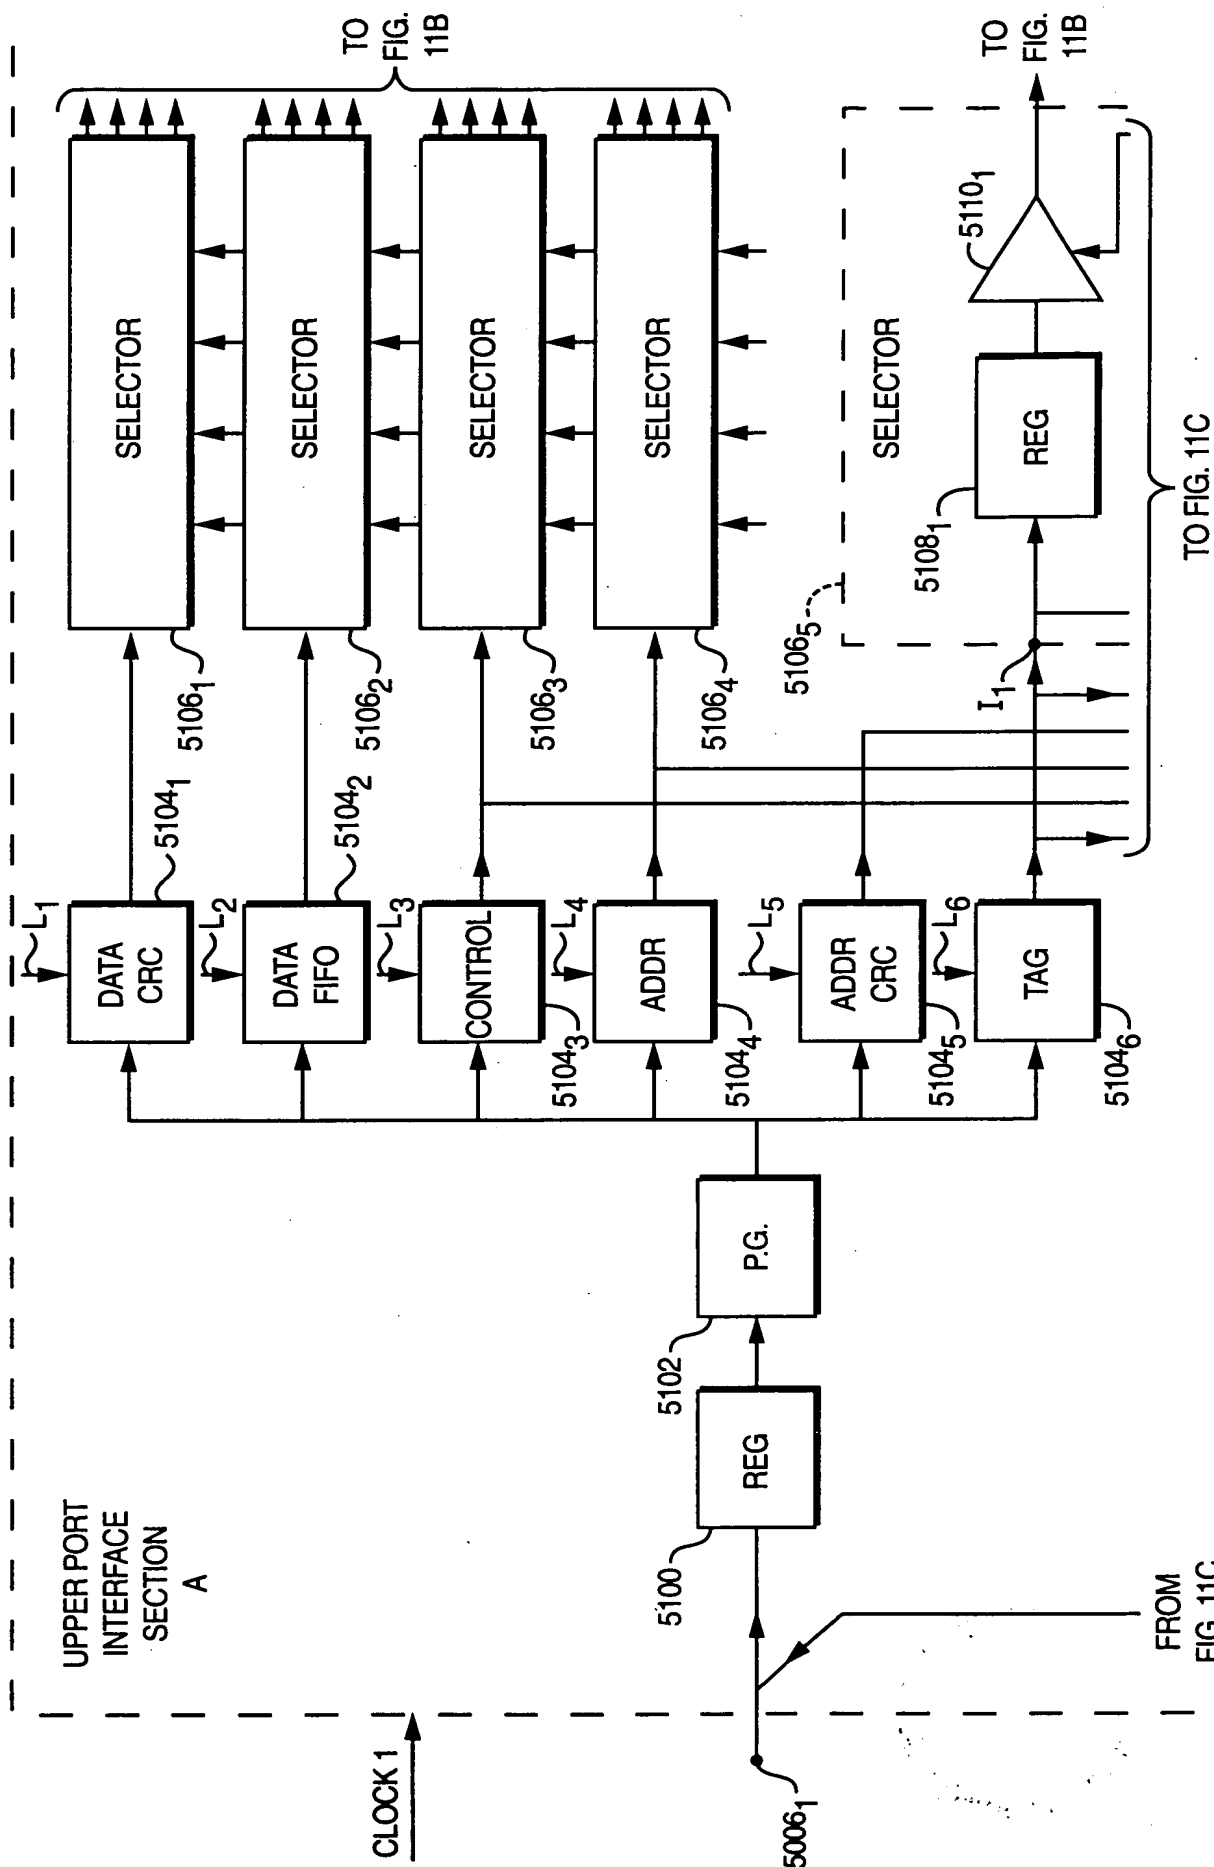 UPPER PORT
INTERFACE
SECTION
A
CLOCK 1
5006₁
FROM
FIG. 11C
5100
REG
5102
P.G.
L₁
DATA
CRC
5104₁
L₂
DATA
FIFO
5104₂
L₃
CONTROL
5104₃
L₄
ADDR
5104₄
L₅
ADDR
CRC
5104₅
L₆
TAG
5104₆
SELECTOR
5106₁
SELECTOR
5106₂
SELECTOR
5106₃
SELECTOR
5106₄
TO
FIG.
11B
5106₅
SELECTOR
I₁
5108₁
REG
5110₁
TO
FIG.
11B
TO FIG. 11C